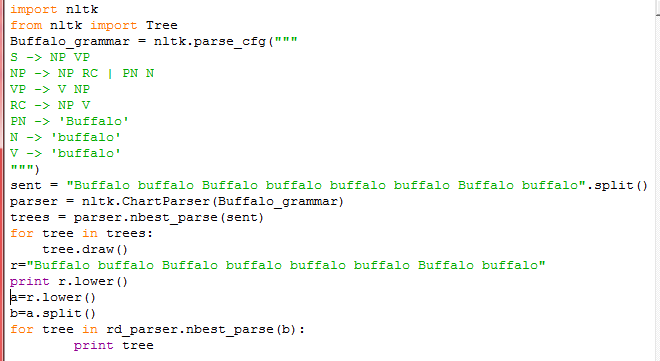 import nltk
from nltk import Tree
Buffalo_grammar = nltk.parse_cfg("""
S -> NP VP
NP -> NP RC | PN N
VP -> V NP
RC -> NP V
PN -> 'Buffalo'
N -> 'buffalo'
V -> 'buffalo'
""")
sent = "Buffalo buffalo Buffalo buffalo buffalo buffalo Buffalo buffalo".split()
parser = nltk.ChartParser(Buffalo_grammar)
trees = parser.nbest_parse(sent)
for tree in trees:
    tree.draw()
r="Buffalo buffalo Buffalo buffalo buffalo buffalo Buffalo buffalo"
print r.lower()
a=r.lower()
b=a.split()
for tree in rd_parser.nbest_parse(b):
        print tree